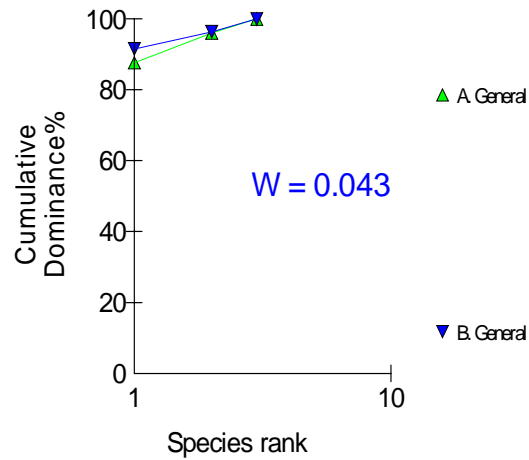 100
80
60
40
20
0
Cumulative
Dominance%
W = 0.043
1
10
Species rank
A. General
B. General